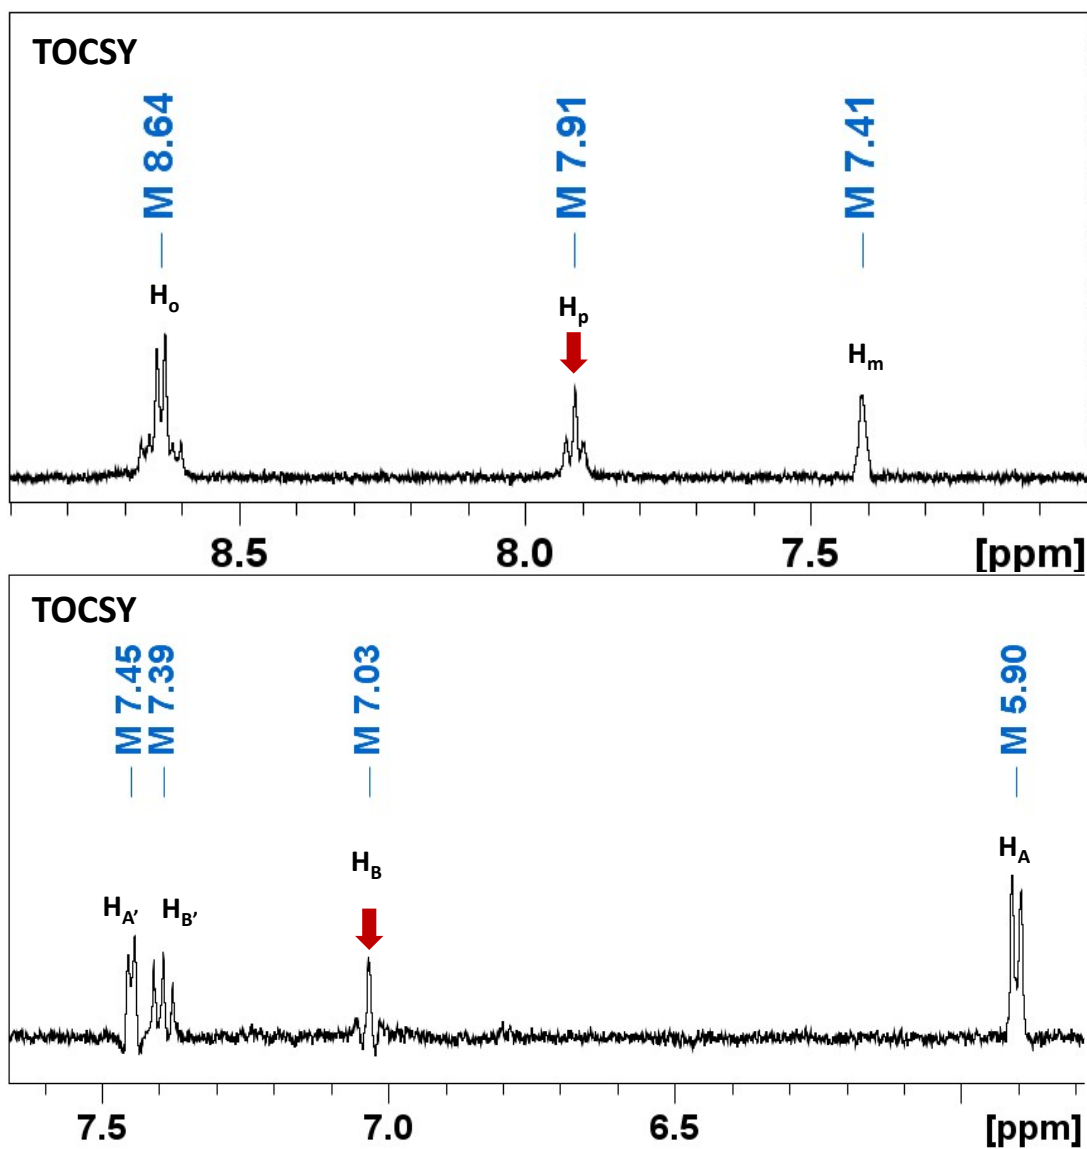 TOCSY
M 8.64
M 7.91
M 7.41
Ho
Hp
Hm
8.5 8.0 7.5 [ppm]
TOCSY
M 7.45
M 7.39
M 7.03
M 5.90
HA'
HB'
HB
HA
7.5 7.0 6.5 [ppm]